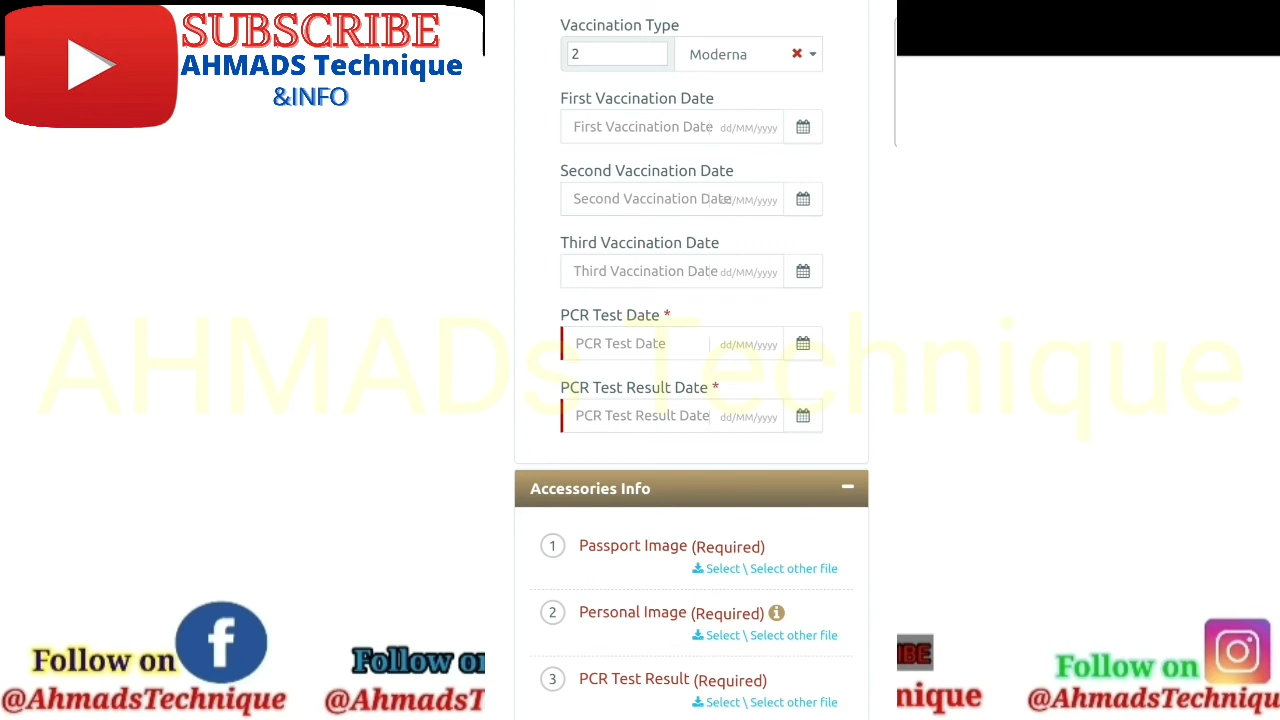 SUBSCRIBE
AHMADS Technique
&INFO
Vaccination Type
2 Moderna
First Vaccination Date
First Vaccination Date dd/MM/yyyy
Second Vaccination Date
Second Vaccination Date dd/MM/yyyy
Third Vaccination Date
Third Vaccination Date dd/MM/yyyy
PCR Test Date *
PCR Test Date dd/MM/yyyy
AHMADs Technique
PCR Test Result Date *
PCR Test Result Date dd/MM/yyyy
Accessories Info
1 Passport Image (Required)
Select \ Select other file
2 Personal Image (Required)
Select \ Select other file
3 PCR Test Result (Required)
Select \ Select other file
Follow on
@AhmadsTechnique
Follow on
@AhmadsT
IBE
nique
Follow on
@AhmadsTechniqu